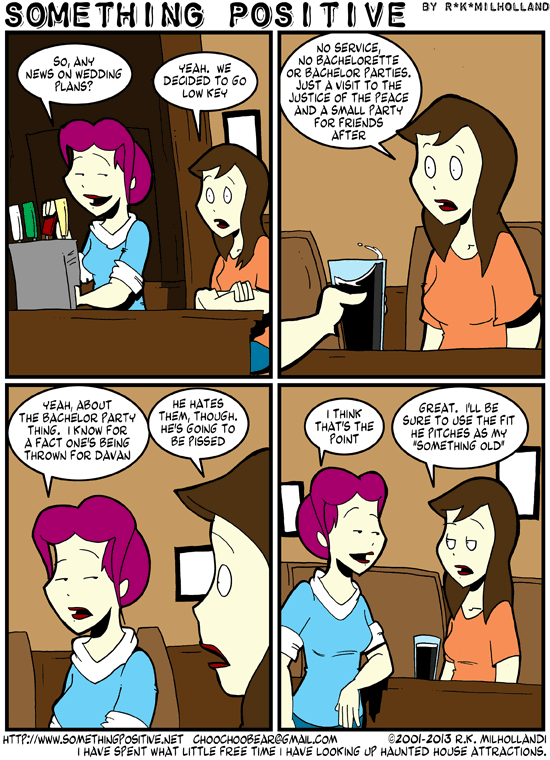 SOMETHING POSITIVE BY R*K*MILHOLLAND
SO, ANY
NEWS ON WEDDING
PLANS?
YEAH. WE
DECIDED TO GO
LOW KEY
NO SERVICE,
NO BACHELORETTE
OR BACHELOR PARTIES.
JUST A VISIT TO THE
JUSTICE OF THE PEACE
AND A SMALL PARTY
FOR FRIENDS
AFTER
YEAH, ABOUT
THE BACHELOR PARTY
THING. I KNOW FOR
A FACT ONE'S BEING
THROWN FOR DAVAN
HE HATES
THEM, THOUGH.
HE'S GOING TO
BE PISSED
I THINK
THAT'S THE
POINT
GREAT. I'LL BE
SURE TO USE THE FIT
HE PITCHES AS MY
"SOMETHING OLD"
HTTP://WWW.SOMETHINGPOSITIVE.NET CHOOCHOOBEAR@GMAIL.COM ©2001-2013 R.K. MILHOLLAND!
I HAVE SPENT WHAT LITTLE FREE TIME I HAVE LOOKING UP HAUNTED HOUSE ATTRACTIONS.